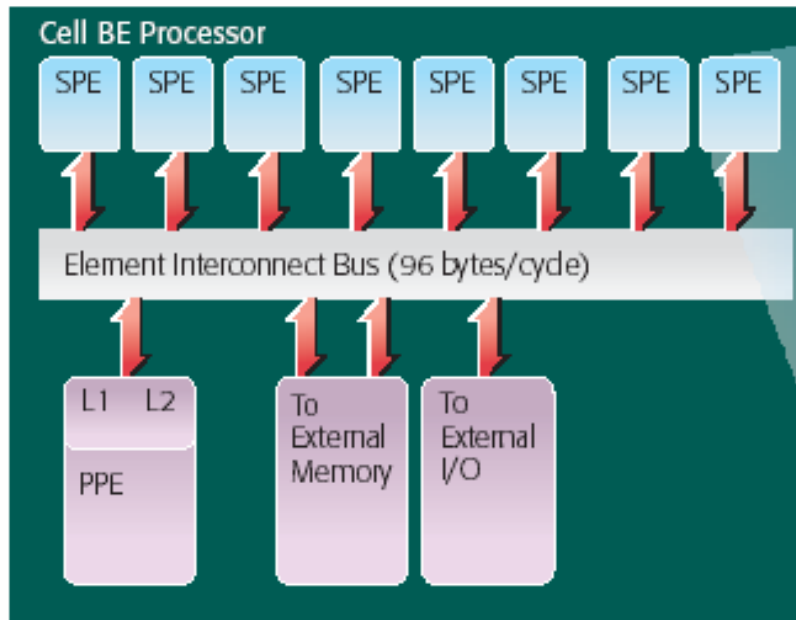 Cell BE Processor
SPE SPE SPE SPE SPE SPE SPE SPE
Element Interconnect Bus (96 bytes/cycle)
L1 L2
PPE
To
External
Memory
To
External
I/O